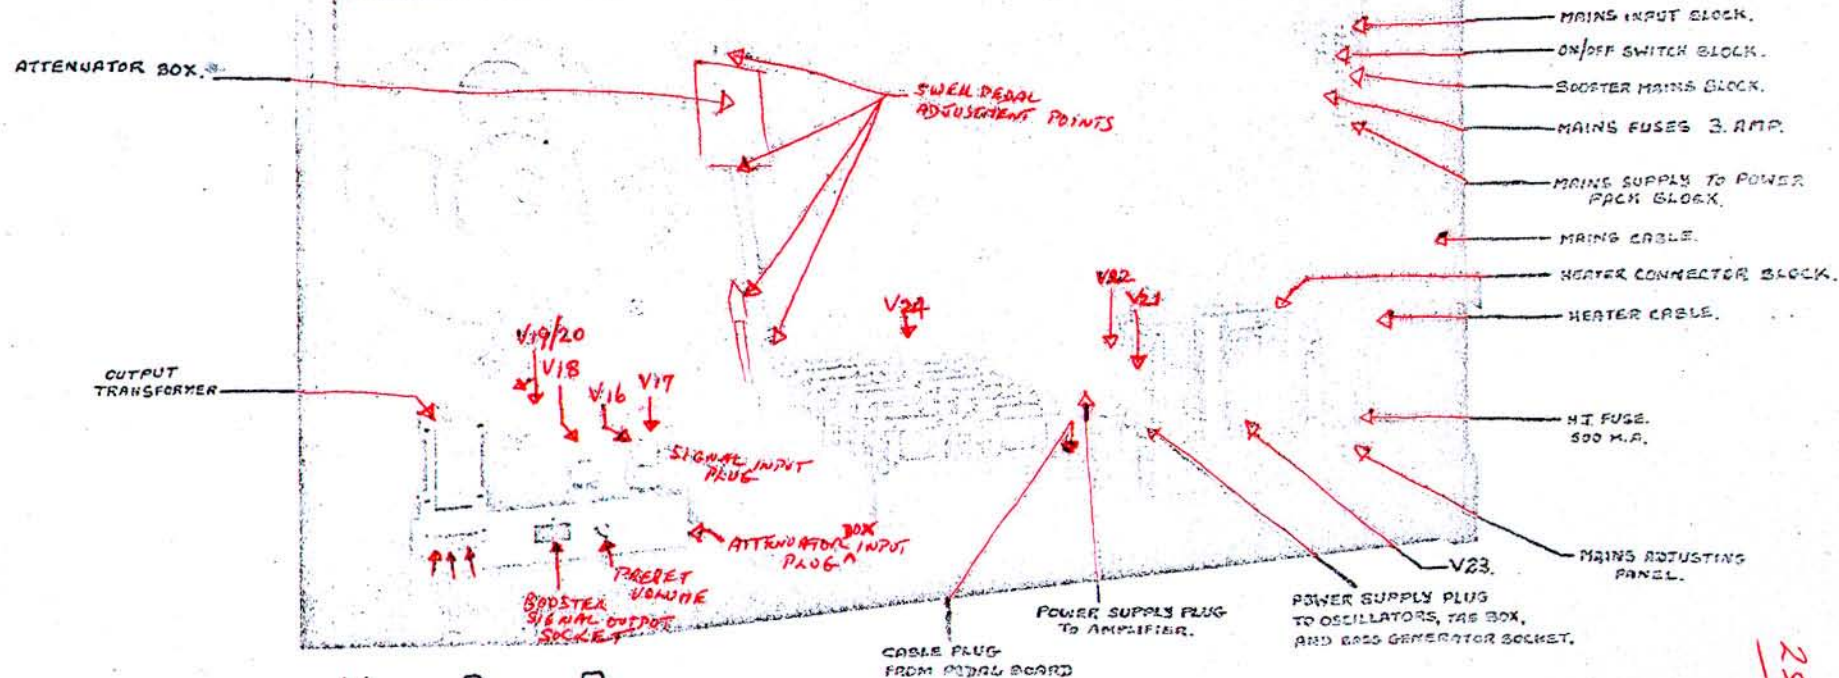 MAINS INPUT BLOCK.
ON/OFF SWITCH BLOCK.
ATTENUATOR BOX.
BOOSTER MAINS BLOCK.
SWELL PEDAL
ADJUSEMENT POINTS
MAINS FUSES 3. AMP.
MAINS SUPPLY TO POWER
PACK BLOCK.
MAINS CABLE.
HEATER CONNECTOR BLOCK.
V22
V21
V24
HEATER CABLE.
V19/20
V18
V16
V17
OUTPUT
TRANSFORMER
H.T. FUSE.
500 M.A.
SIGNAL INPUT
PLUG
BOX
ATTENUATOR ^ INPUT
PLUG
PRESET
VOLUME
BOOSTER
SIGNAL OUTPUT
SOCKET
MAINS ADJUSTING
PANEL.
V23.
POWER SUPPLY PLUG
TO OSCILLATORS, TAB BOX,
AND BASS GENERATOR SOCKET.
POWER SUPPLY PLUG
TO AMPLIFIER.
CABLE PLUG
FROM PEDAL BOARD